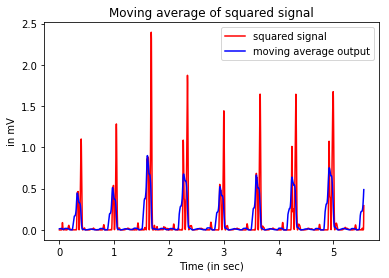 Moving average of squared signal
squared signal
moving average output
in mV
2.5
2.0
1.5
1.0
0.5
0.0
0 1 2 3 4 5
Time (in sec)